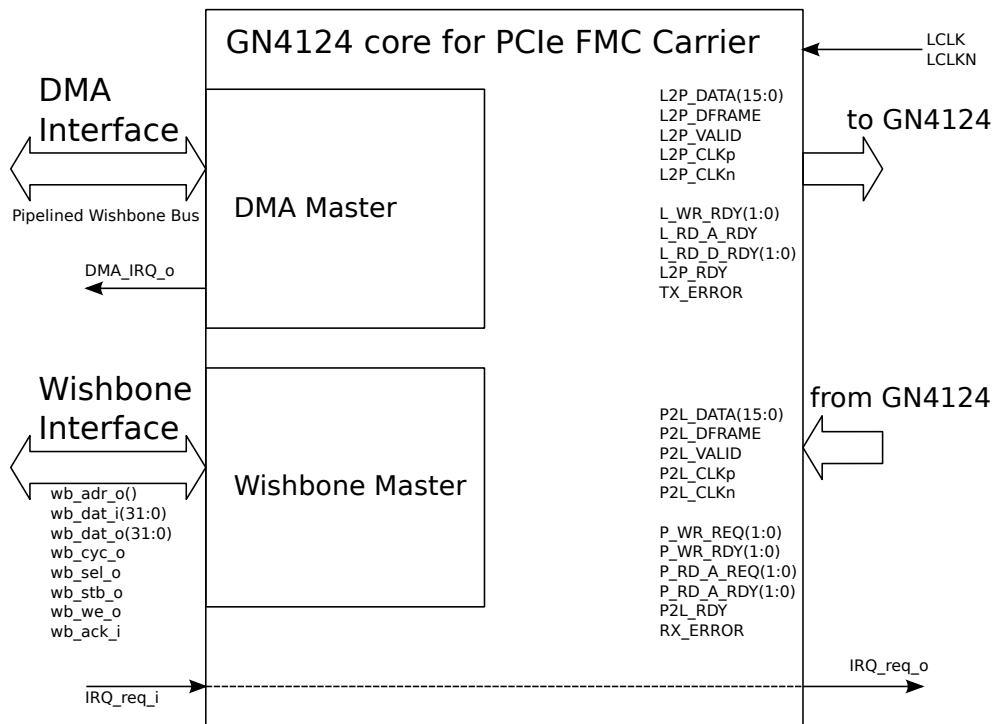 GN4124 core for PCIe FMC Carrier
LCLK
LCLKN
DMA
Interface
Pipelined Wishbone Bus
DMA_IRQ_o
DMA Master
L2P_DATA(15:0)
L2P_DFRAME
L2P_VALID
L2P_CLKp
L2P_CLKn
L_WR_RDY(1:0)
L_RD_A_RDY
L_RD_D_RDY(1:0)
L2P_RDY
TX_ERROR
to GN4124
Wishbone
Interface
wb_adr_o()
wb_dat_i(31:0)
wb_dat_o(31:0)
wb_cyc_o
wb_sel_o
wb_stb_o
wb_we_o
wb_ack_i
Wishbone Master
from GN4124
P2L_DATA(15:0)
P2L_DFRAME
P2L_VALID
P2L_CLKp
P2L_CLKn
P_WR_REQ(1:0)
P_WR_RDY(1:0)
P_RD_A_REQ(1:0)
P_RD_A_RDY(1:0)
P2L_RDY
RX_ERROR
IRQ_req_i
IRQ_req_o